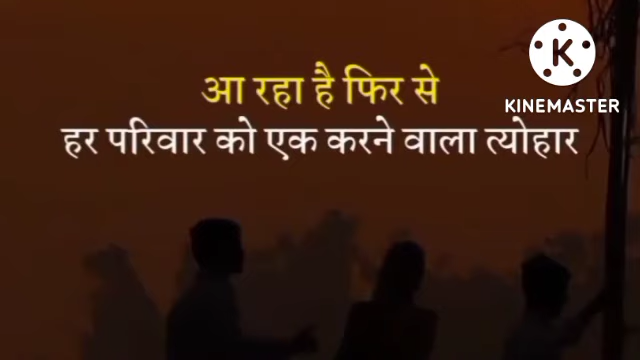 आ रहा है फिर से
हर परिवार को एक करने वाला त्योहार
K
KINEMASTER